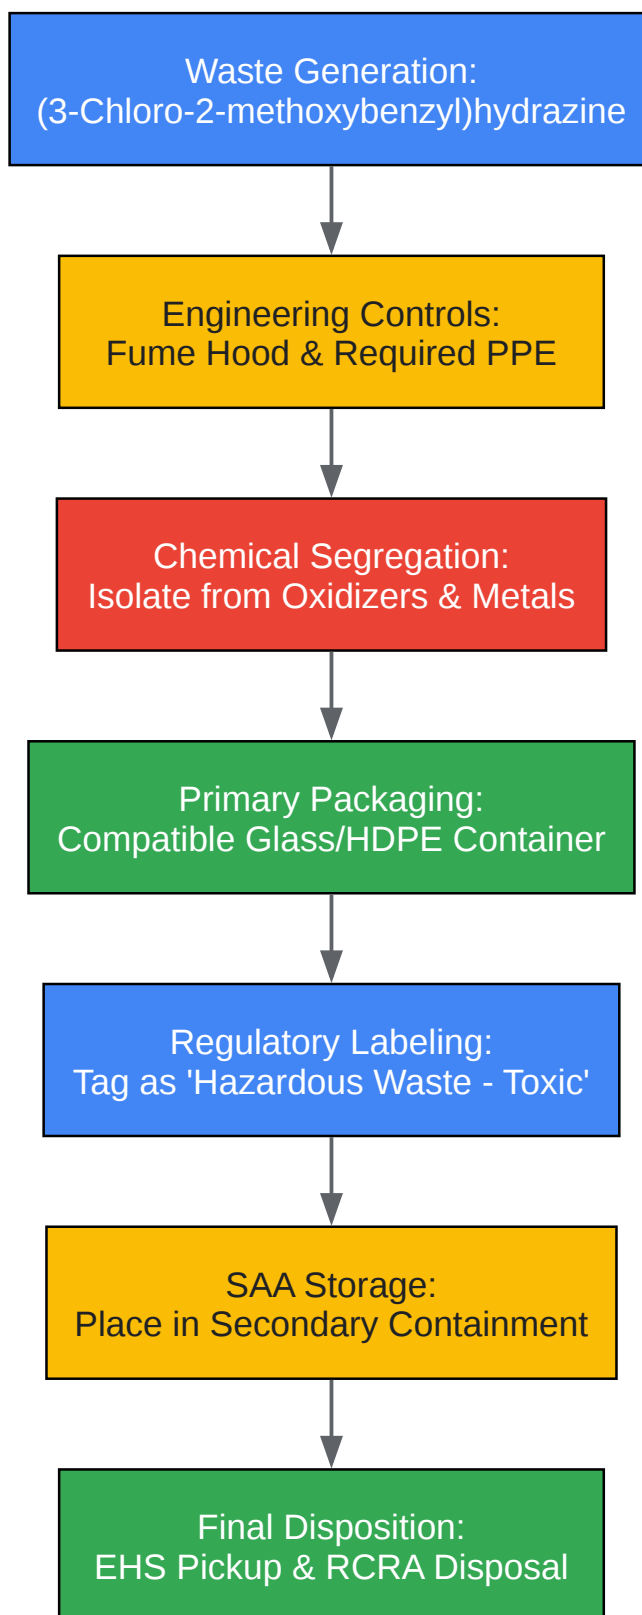 Waste Generation:
(3-Chloro-2-methoxybenzyl)hydrazine
Engineering Controls:
Fume Hood & Required PPE
Chemical Segregation:
Isolate from Oxidizers & Metals
Primary Packaging:
Compatible Glass/HDPE Container
Regulatory Labeling:
Tag as 'Hazardous Waste - Toxic'
SAA Storage:
Place in Secondary Containment
Final Disposition:
EHS Pickup & RCRA Disposal